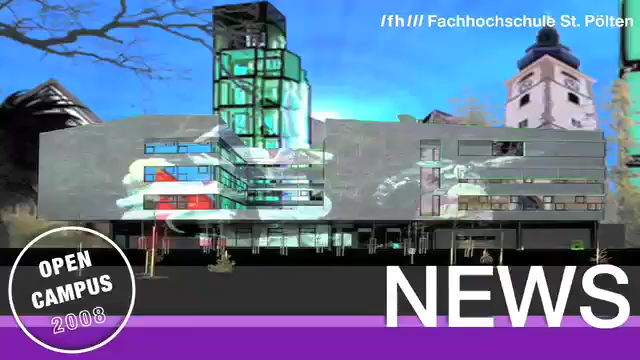 /fh/// Fachhochschule St. Pölten
OPEN
CAMPUS
2008
NEWS